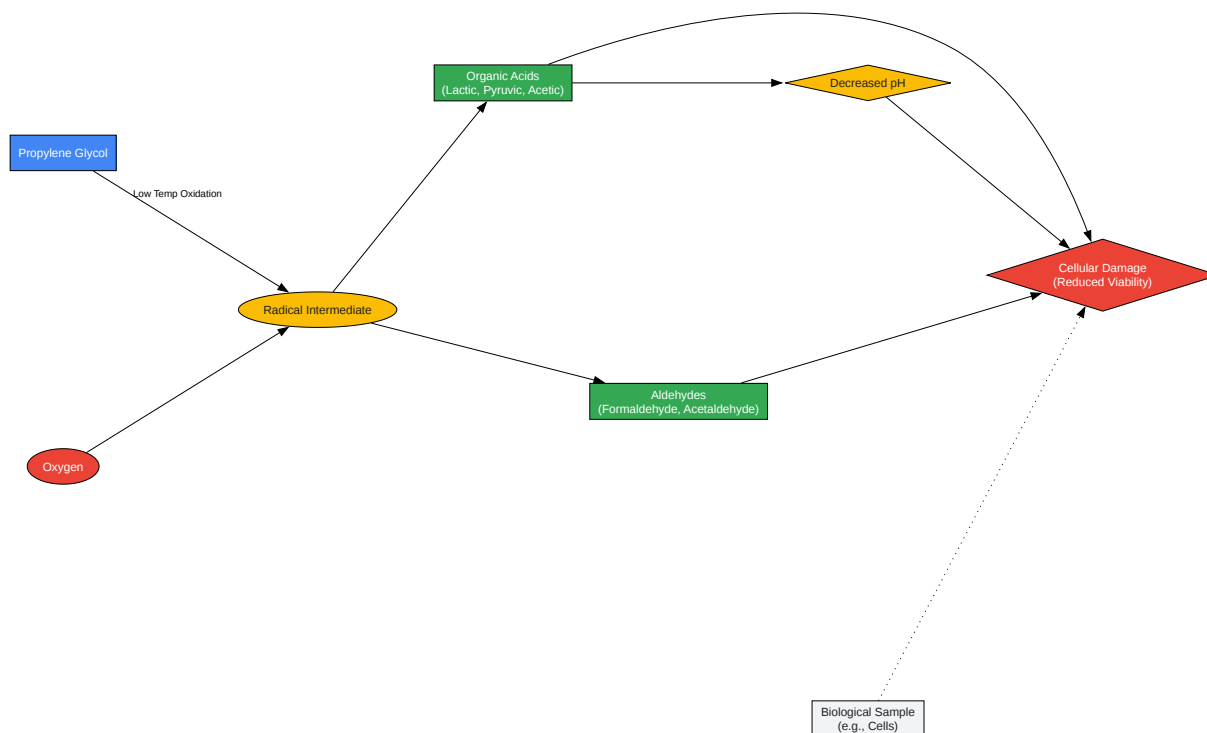 Organic Acids
(Lactic, Pyruvic, Acetic)
Decreased pH
Propylene Glycol
Low Temp Oxidation
Cellular Damage
(Reduced Viability)
Radical Intermediate
Aldehydes
(Formaldehyde, Acetaldehyde)
Oxygen
Biological Sample
(e.g., Cells)